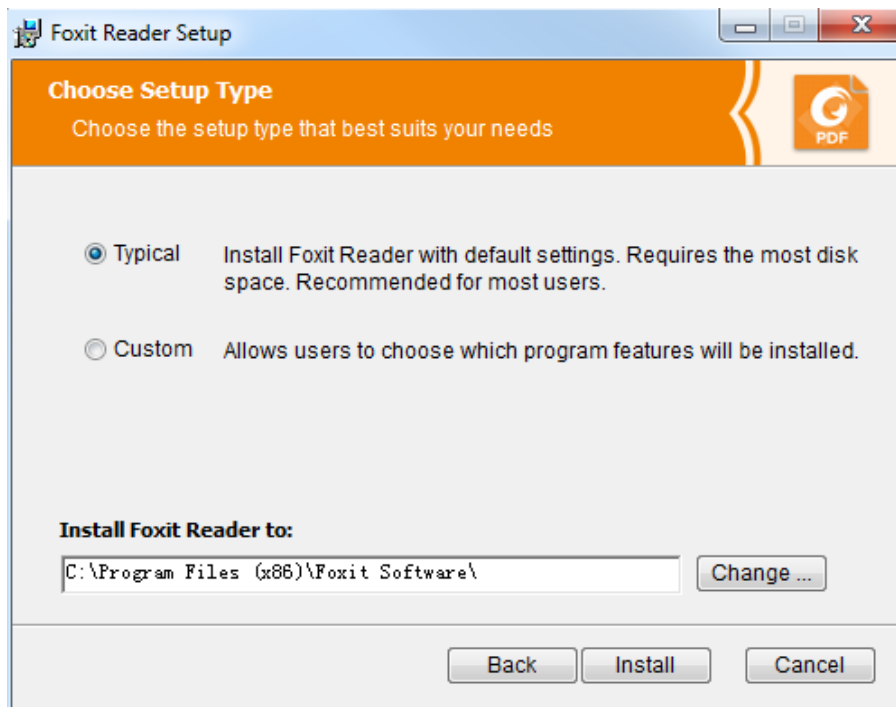 Foxit Reader Setup
Choose Setup Type
Choose the setup type that best suits your needs
PDF
Typical
Install Foxit Reader with default settings. Requires the most disk
space. Recommended for most users.
Custom
Allows users to choose which program features will be installed.
Install Foxit Reader to:
C:\Program Files (x86)\Foxit Software\
Change ...
Back
Install
Cancel